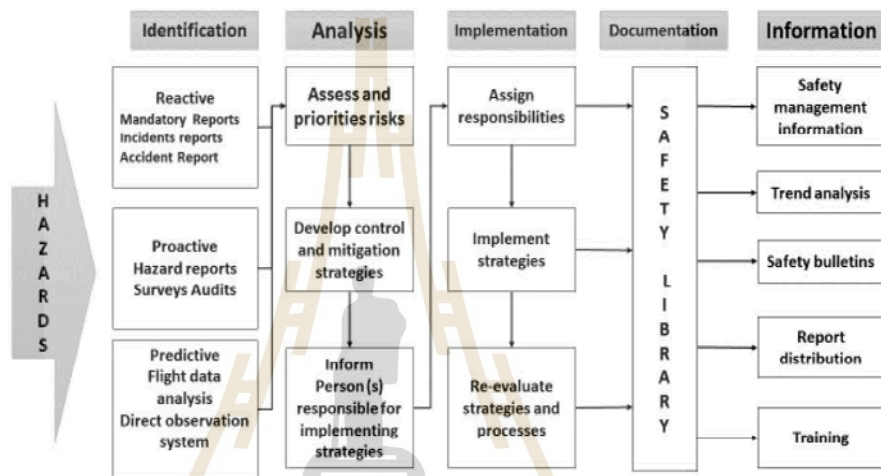 Identification
Analysis
Implementation
Documentation
Information
HAZARDS
Reactive
Mandatory Reports
Incidents reports
Accident Report
Proactive
Hazard reports
Surveys Audits
Predictive
Flight data
analysis
Direct observation
system
Assess and
priorities risks
Develop control
and mitigation
strategies
Inform
Person(s)
responsible for
implementing
strategies
Assign
responsibilities
Implement
strategies
Re-evaluate
strategies and
processes
SAFETY LIBRARY
Safety
management
information
Trend analysis
Safety bulletins
Report
distribution
Training